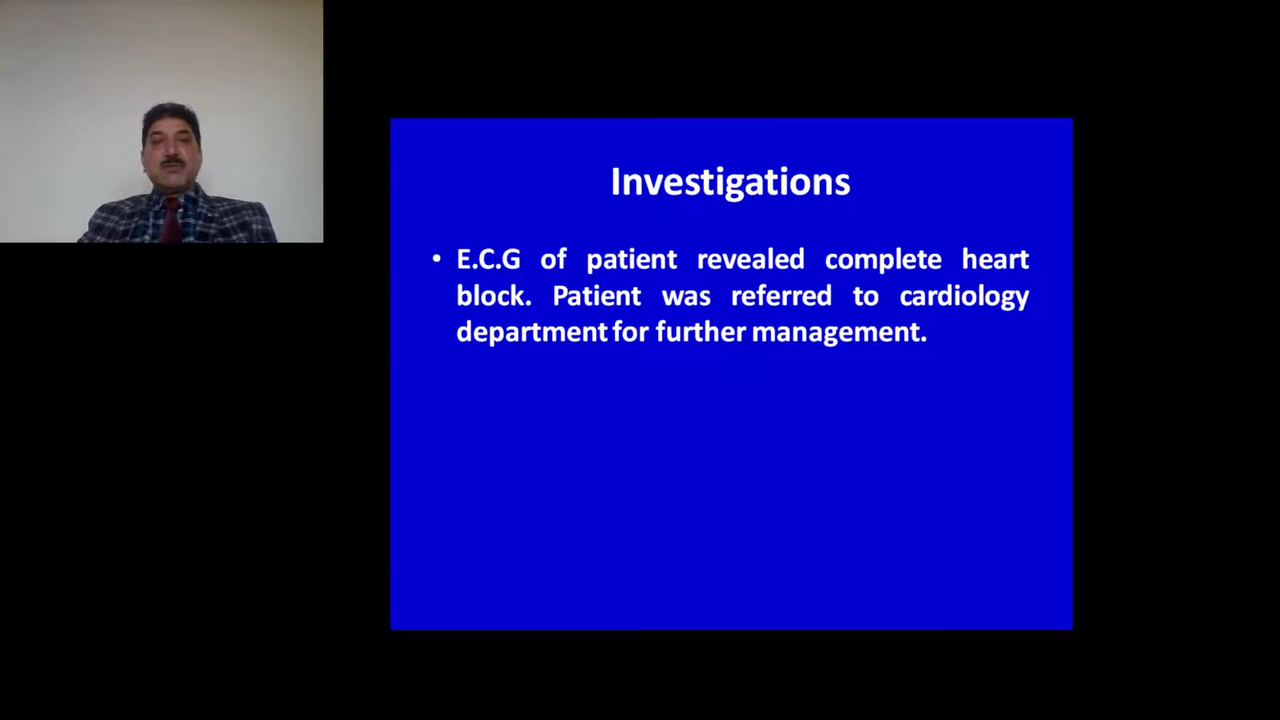 Investigations
• E.C.G of patient revealed complete heart
block. Patient was referred to cardiology
department for further management.